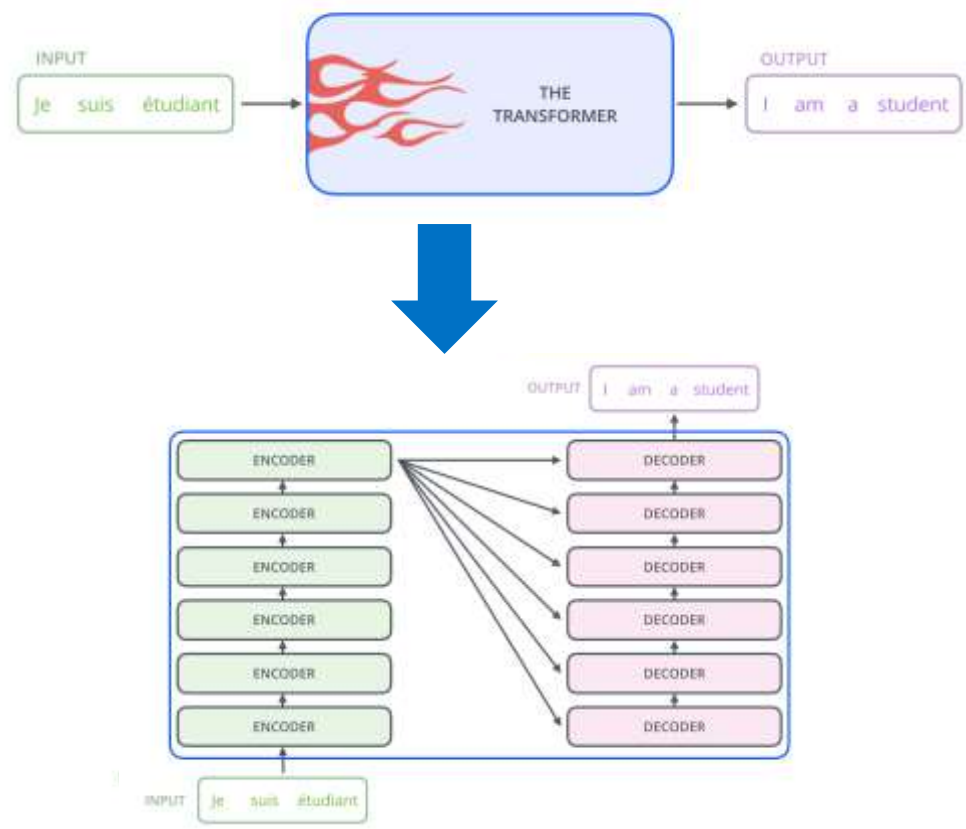 INPUT
Je suis étudiant
THE
TRANSFORMER
OUTPUT
I am a student
OUTPUT
I am a student
ENCODER
DECODER
ENCODER
DECODER
ENCODER
DECODER
ENCODER
DECODER
ENCODER
DECODER
ENCODER
DECODER
INPUT
Je suis étudiant